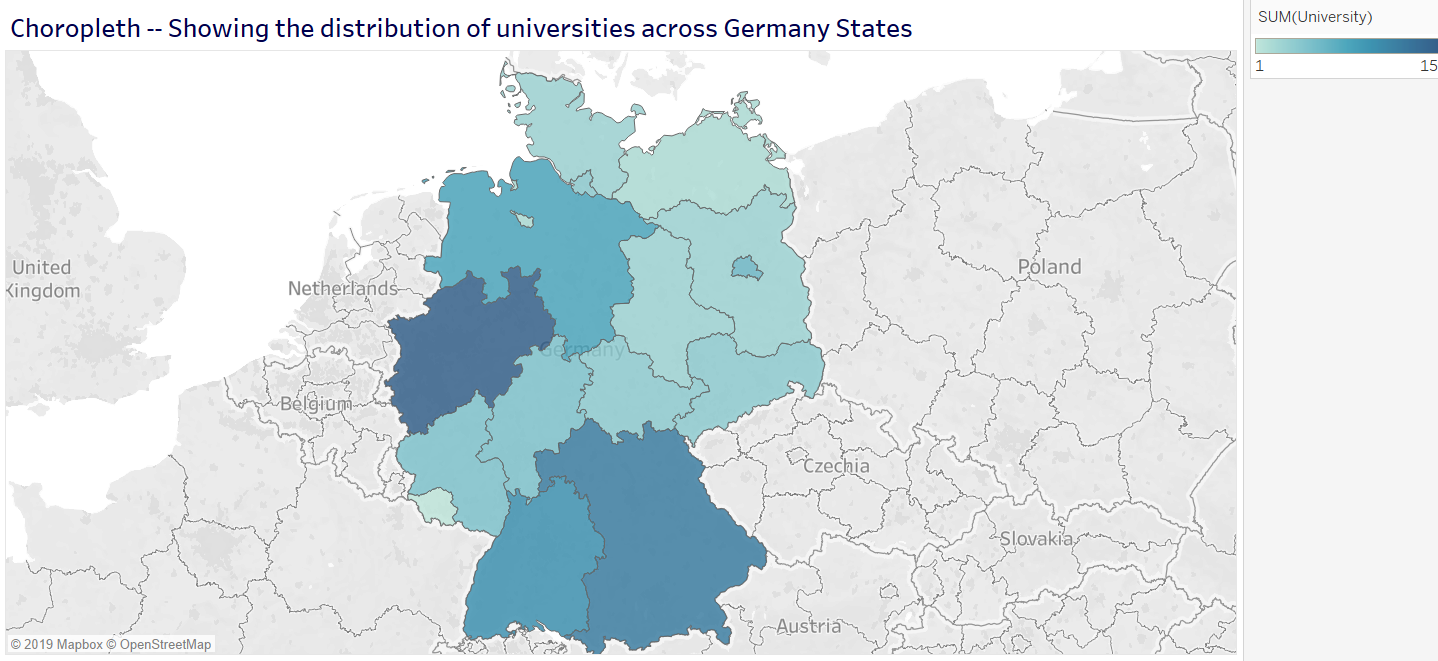 Choropleth -- Showing the distribution of universities across Germany States
SUM(University)
1
15
United
Kingdom
Netherlands
Poland
Germany
Belgium
Czechia
Slovakia
Austria
© 2019 Mapbox © OpenStreetMap